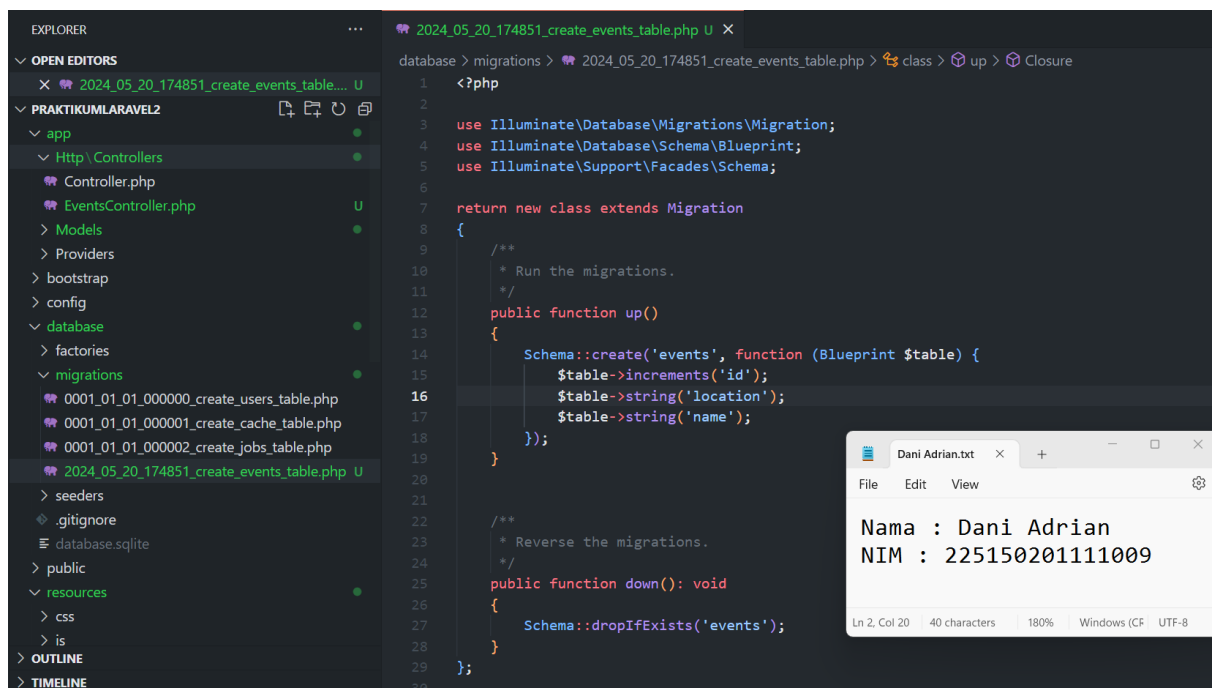 EXPLORER
···
OPEN EDITORS
2024_05_20_174851_create_events_table.... U
PRAKTIKUMLARAVEL2
app
Http\Controllers
Controller.php
EventsController.php U
Models
Providers
bootstrap
config
database
factories
migrations
0001_01_01_000000_create_users_table.php
0001_01_01_000001_create_cache_table.php
0001_01_01_000002_create_jobs_table.php
2024_05_20_174851_create_events_table.php U
seeders
.gitignore
database.sqlite
public
resources
css
js
OUTLINE
TIMELINE
2024_05_20_174851_create_events_table.php U
database > migrations > 2024_05_20_174851_create_events_table.php > class > up > Closure
1 <?php
2
3 use Illuminate\Database\Migrations\Migration;
4 use Illuminate\Database\Schema\Blueprint;
5 use Illuminate\Support\Facades\Schema;
6
7 return new class extends Migration
8 {
9 /**
10 * Run the migrations.
11 */
12 public function up()
13 {
14 Schema::create('events', function (Blueprint $table) {
15 $table->increments('id');
16 $table->string('location');
17 $table->string('name');
18 });
19 }
20
21
22 /**
23 * Reverse the migrations.
24 */
25 public function down(): void
26 {
27 Schema::dropIfExists('events');
28 }
29 };
30
Dani Adrian.txt
File Edit View
Nama : Dani Adrian
NIM : 225150201111009
Ln 2, Col 20 40 characters 180% Windows (CF UTF-8